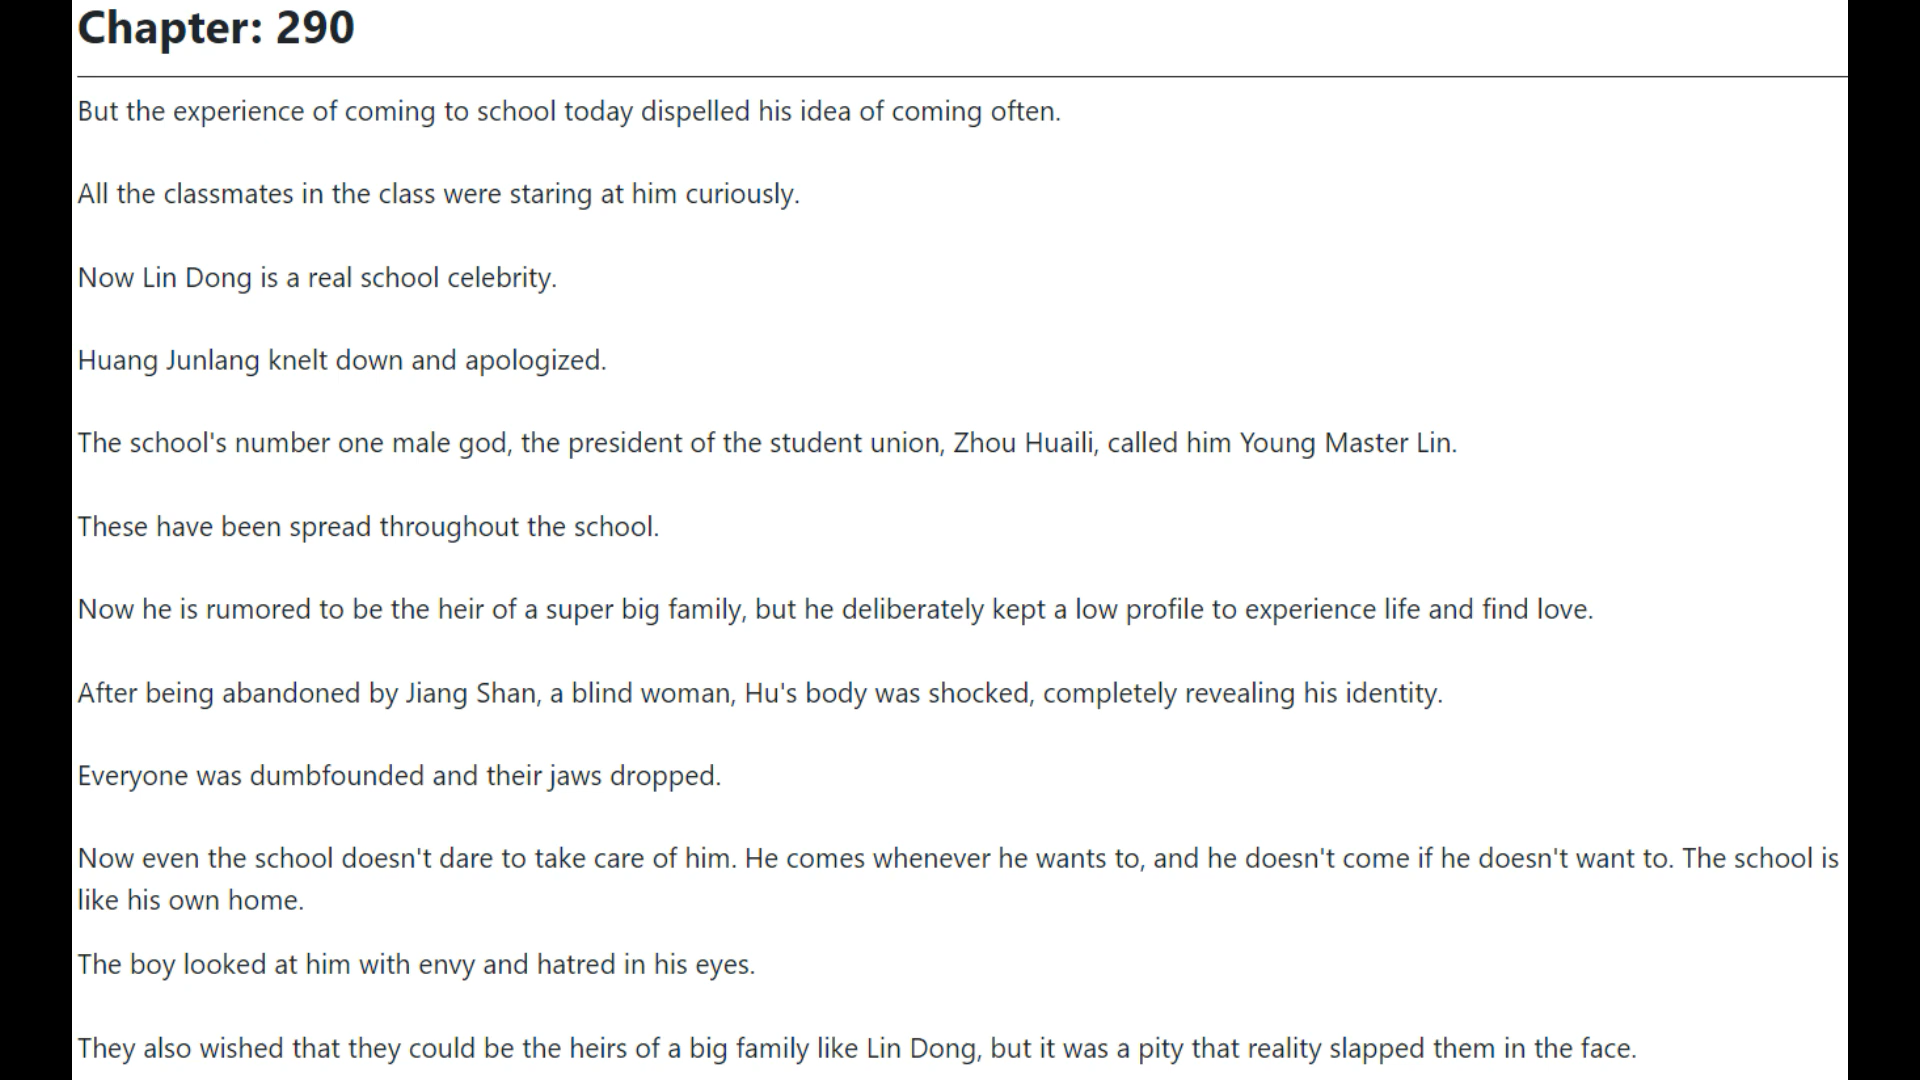 Chapter: 290
But the experience of coming to school today dispelled his idea of coming often.
All the classmates in the class were staring at him curiously.
Now Lin Dong is a real school celebrity.
Huang Junlang knelt down and apologized.
The school's number one male god, the president of the student union, Zhou Huaili, called him Young Master Lin.
These have been spread throughout the school.
Now he is rumored to be the heir of a super big family, but he deliberately kept a low profile to experience life and find love.
After being abandoned by Jiang Shan, a blind woman, Hu's body was shocked, completely revealing his identity.
Everyone was dumbfounded and their jaws dropped.
Now even the school doesn't dare to take care of him. He comes whenever he wants to, and he doesn't come if he doesn't want to. The school is
like his own home.
The boy looked at him with envy and hatred in his eyes.
They also wished that they could be the heirs of a big family like Lin Dong, but it was a pity that reality slapped them in the face.